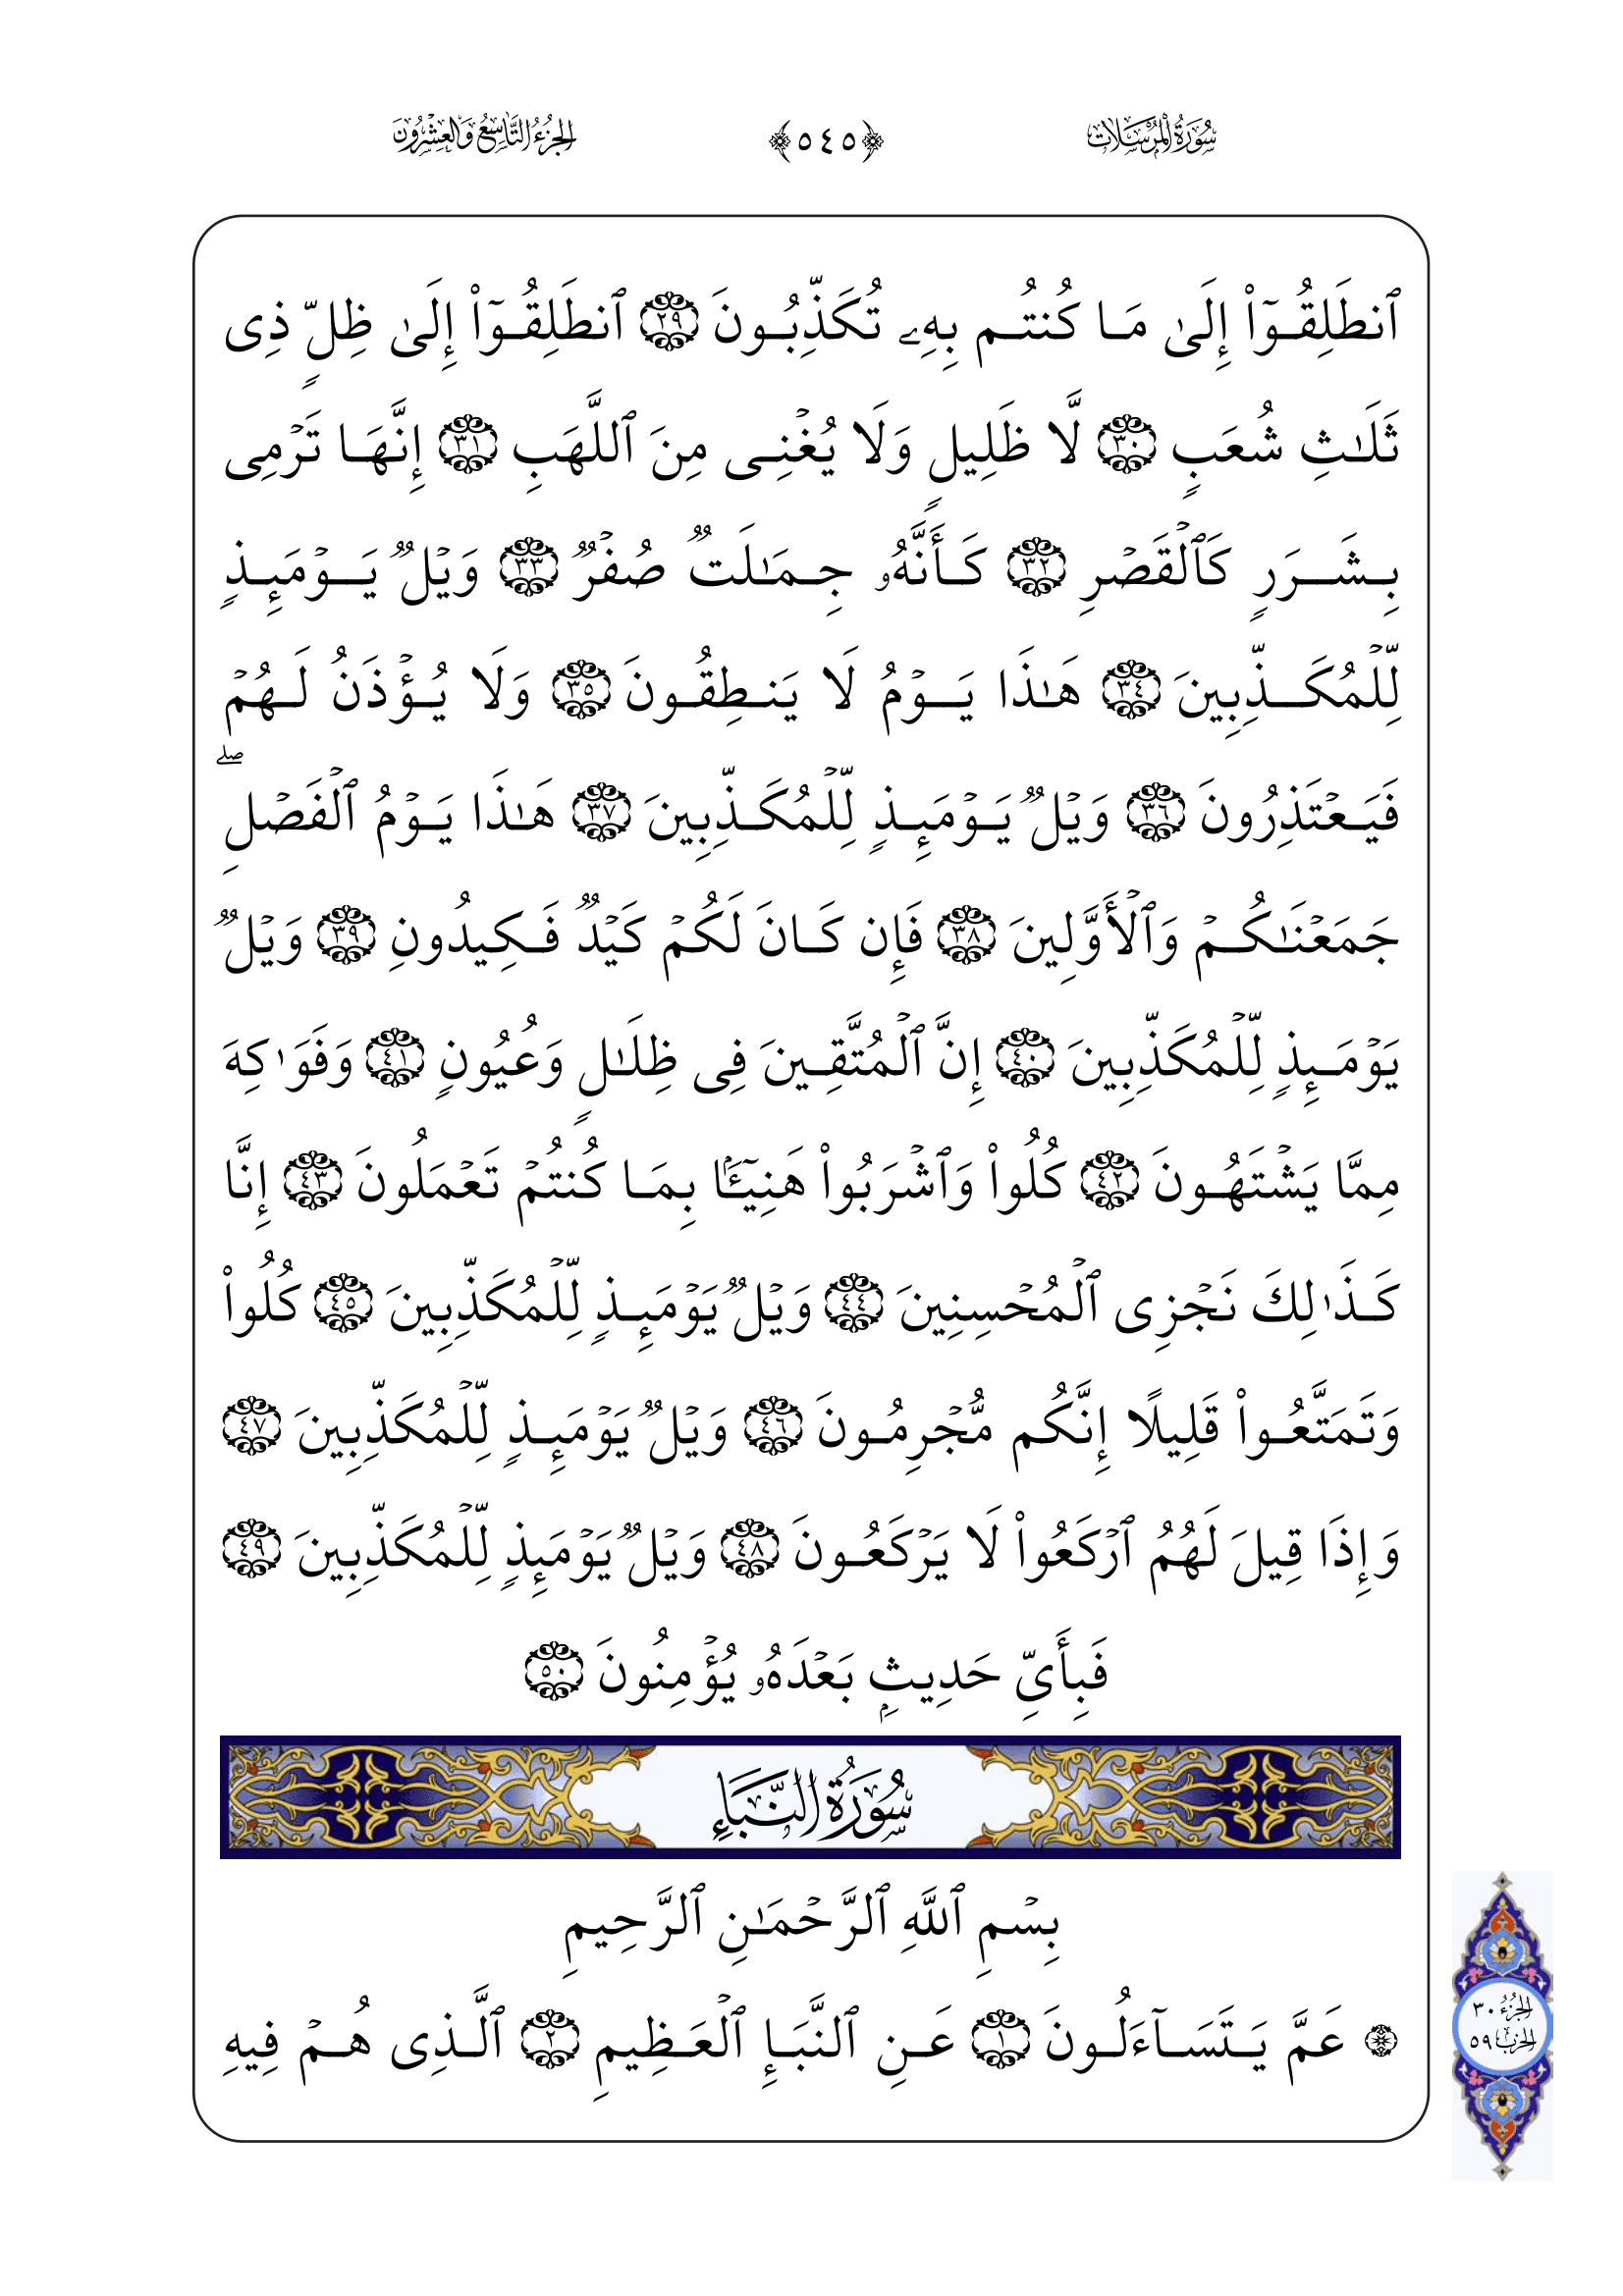 سُورَةُ الْمُرْسَلَاتِ
﴿٥٤٥﴾
الجُزْءُ التَّاسِعُ وَالعِشْرُونَ
ٱنطَلِقُوٓا۟ إِلَىٰ مَا كُنتُم بِهِۦ تُكَذِّبُونَ ٢٩ ٱنطَلِقُوٓا۟ إِلَىٰ ظِلٍّ ذِى
ثَلَـٰثِ شُعَبٍ ٣٠ لَّا ظَلِيلٍ وَلَا يُغْنِى مِنَ ٱللَّهَبِ ٣١ إِنَّهَا تَرْمِى
بِشَرَرٍ كَٱلْقَصْرِ ٣٢ كَأَنَّهُۥ جِمَـٰلَتٌ صُفْرٌ ٣٣ وَيْلٌ يَوْمَئِذٍ
لِّلْمُكَذِّبِينَ ٣٤ هَـٰذَا يَوْمُ لَا يَنطِقُونَ ٣٥ وَلَا يُؤْذَنُ لَهُمْ
فَيَعْتَذِرُونَ ٣٦ وَيْلٌ يَوْمَئِذٍ لِّلْمُكَذِّبِينَ ٣٧ هَـٰذَا يَوْمُ ٱلْفَصْلِ ۖ
جَمَعْنَـٰكُمْ وَٱلْأَوَّلِينَ ٣٨ فَإِن كَانَ لَكُمْ كَيْدٌ فَكِيدُونِ ٣٩ وَيْلٌ
يَوْمَئِذٍ لِّلْمُكَذِّبِينَ ٤٠ إِنَّ ٱلْمُتَّقِينَ فِى ظِلَـٰلٍ وَعُيُونٍ ٤١ وَفَوَٰكِهَ
مِمَّا يَشْتَهُونَ ٤٢ كُلُوا۟ وَٱشْرَبُوا۟ هَنِيٓـًٔۢا بِمَا كُنتُمْ تَعْمَلُونَ ٤٣ إِنَّا
كَذَٰلِكَ نَجْزِى ٱلْمُحْسِنِينَ ٤٤ وَيْلٌ يَوْمَئِذٍ لِّلْمُكَذِّبِينَ ٤٥ كُلُوا۟
وَتَمَتَّعُوا۟ قَلِيلًا إِنَّكُم مُّجْرِمُونَ ٤٦ وَيْلٌ يَوْمَئِذٍ لِّلْمُكَذِّبِينَ ٤٧
وَإِذَا قِيلَ لَهُمُ ٱرْكَعُوا۟ لَا يَرْكَعُونَ ٤٨ وَيْلٌ يَوْمَئِذٍ لِّلْمُكَذِّبِينَ ٤٩
فَبِأَىِّ حَدِيثٍۭ بَعْدَهُۥ يُؤْمِنُونَ ٥٠
سُورَةُ النَّبَإِ
بِسْمِ ٱللَّهِ ٱلرَّحْمَـٰنِ ٱلرَّحِيمِ
۞ عَمَّ يَتَسَآءَلُونَ ١ عَنِ ٱلنَّبَإِ ٱلْعَظِيمِ ٢ ٱلَّذِى هُمْ فِيهِ
الجُزْءُ ٣٠
الحِزْبُ ٥٩